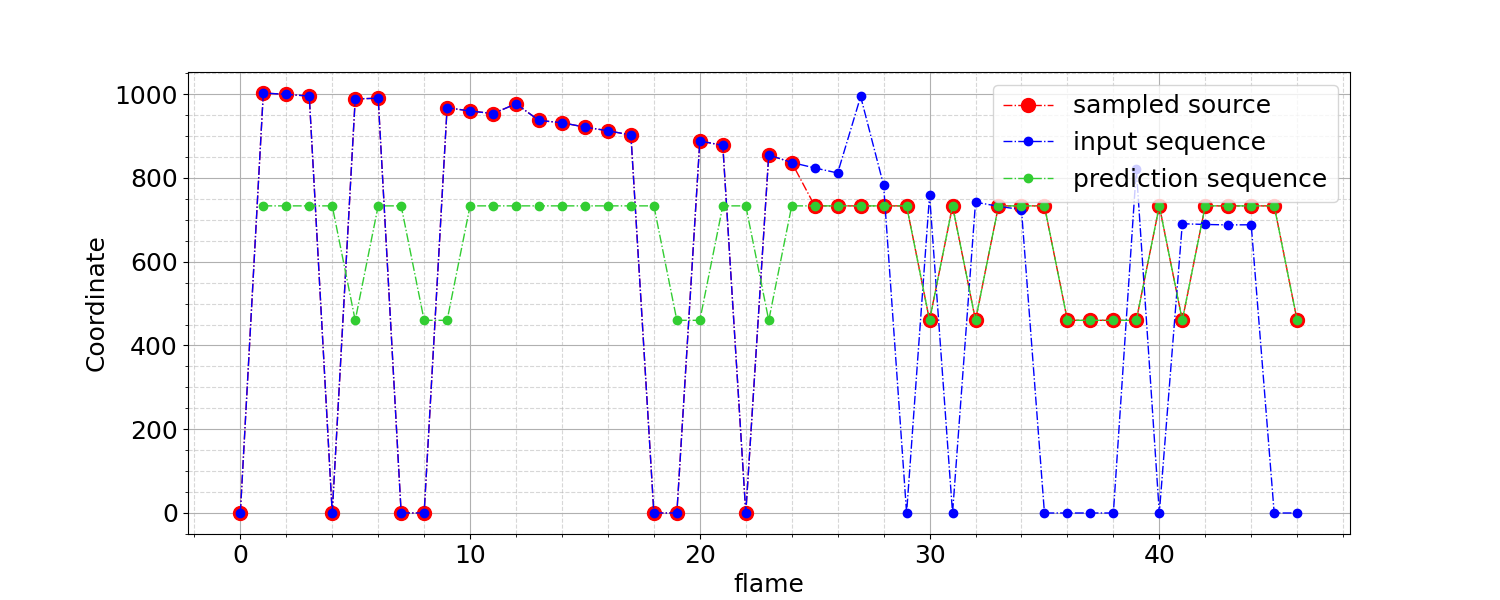 1000
800
600
400
200
0
Coordinate
0 10 20 30 40
flame
sampled source
input sequence
prediction sequence